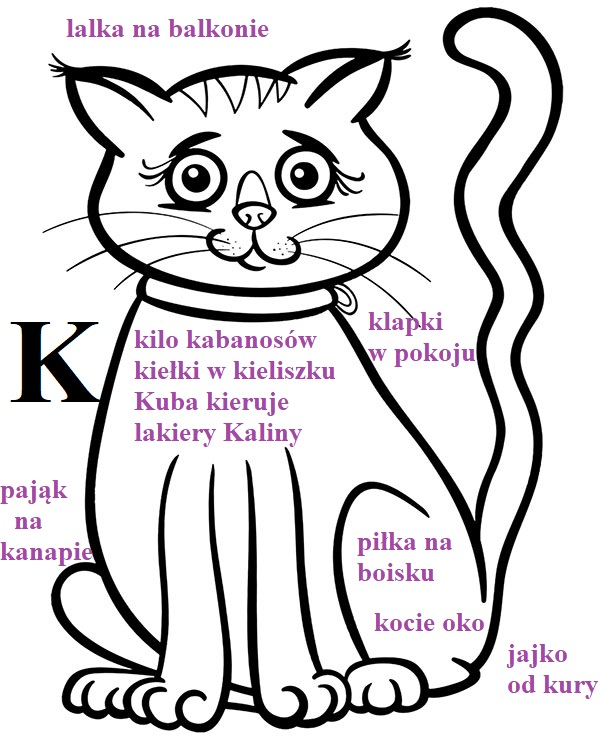 lalka na balkonie
K
kilo kabanosów
kiełki w kieliszku
Kuba kieruje
lakiery Kaliny
klapki
w pokoju
pająk
na
kanapie
piłka na
boisku
kocie oko
jajko
od kury